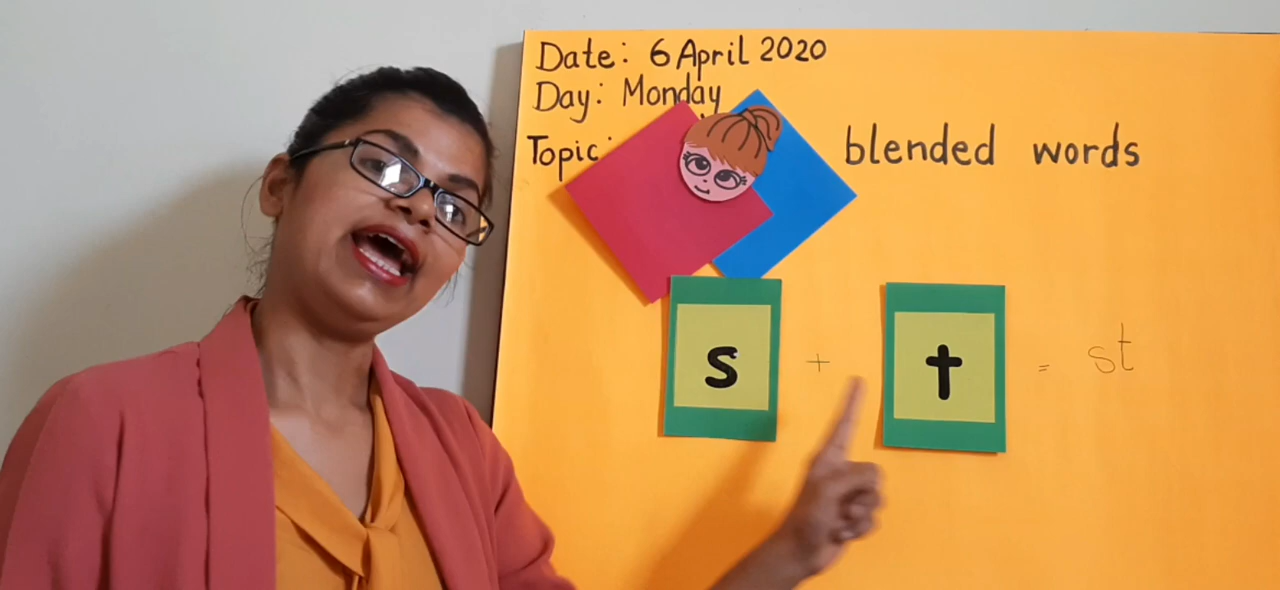 Date: 6 April 2020
Day: Monday
Topic: blended words
s + t = st